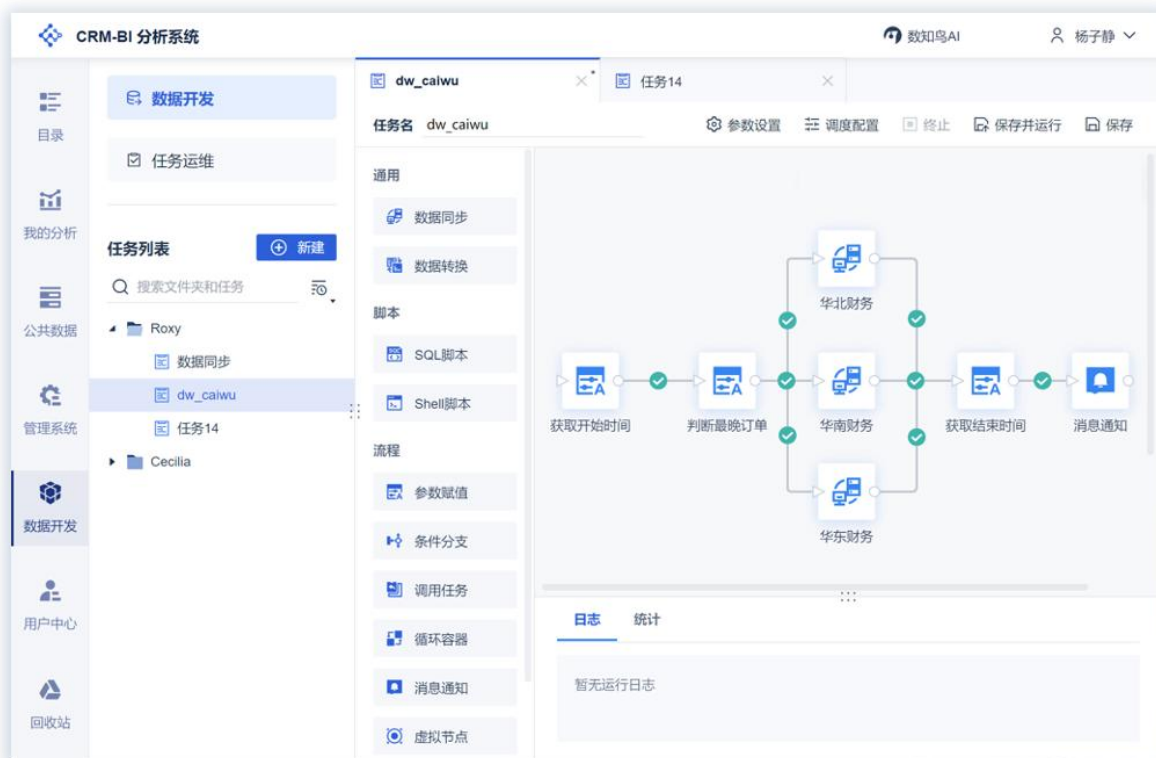 CRM-BI 分析系统
数知鸟AI
杨子静
目录
我的分析
公共数据
管理系统
数据开发
用户中心
回收站
数据开发
任务运维
任务列表
新建
搜索文件夹和任务
Roxy
数据同步
dw_caiwu
任务14
Cecilia
dw_caiwu
任务14
任务名 dw_caiwu
参数设置
调度配置
终止
保存并运行
保存
通用
数据同步
数据转换
脚本
SQL脚本
Shell脚本
流程
参数赋值
条件分支
调用任务
循环容器
消息通知
虚拟节点
华北财务
获取开始时间
判断最晚订单
华南财务
获取结束时间
消息通知
华东财务
日志
统计
暂无运行日志